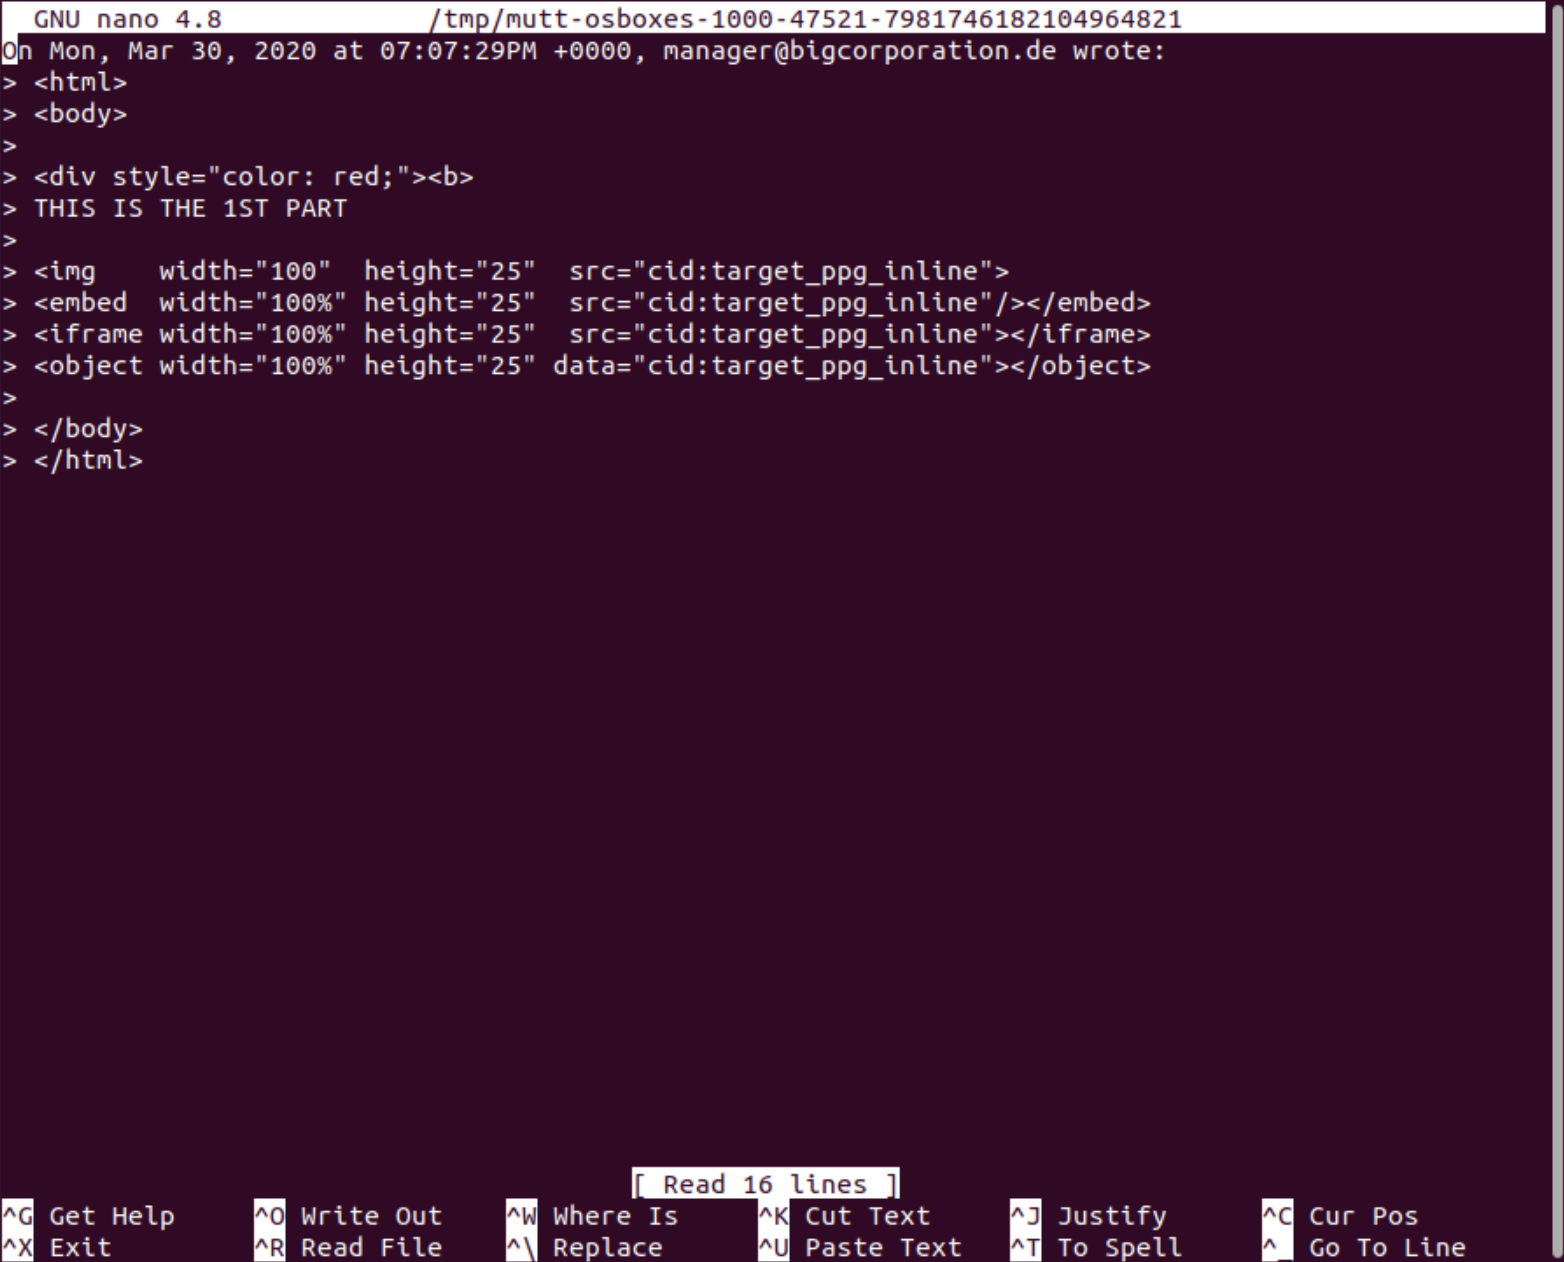 GNU nano 4.8 /tmp/mutt-osboxes-1000-47521-7981746182104964821
On Mon, Mar 30, 2020 at 07:07:29PM +0000, manager@bigcorporation.de wrote:
> <html>
> <body>
>
> <div style="color: red;"><b>
> THIS IS THE 1ST PART
>
> <img    width="100"  height="25"  src="cid:target_ppg_inline">
> <embed  width="100%" height="25"  src="cid:target_ppg_inline"/></embed>
> <iframe width="100%" height="25"  src="cid:target_ppg_inline"></iframe>
> <object width="100%" height="25" data="cid:target_ppg_inline"></object>
>
> </body>
> </html>
[ Read 16 lines ]
^G Get Help ^O Write Out ^W Where Is ^K Cut Text ^J Justify ^C Cur Pos
^X Exit ^R Read File ^\ Replace ^U Paste Text ^T To Spell ^_ Go To Line